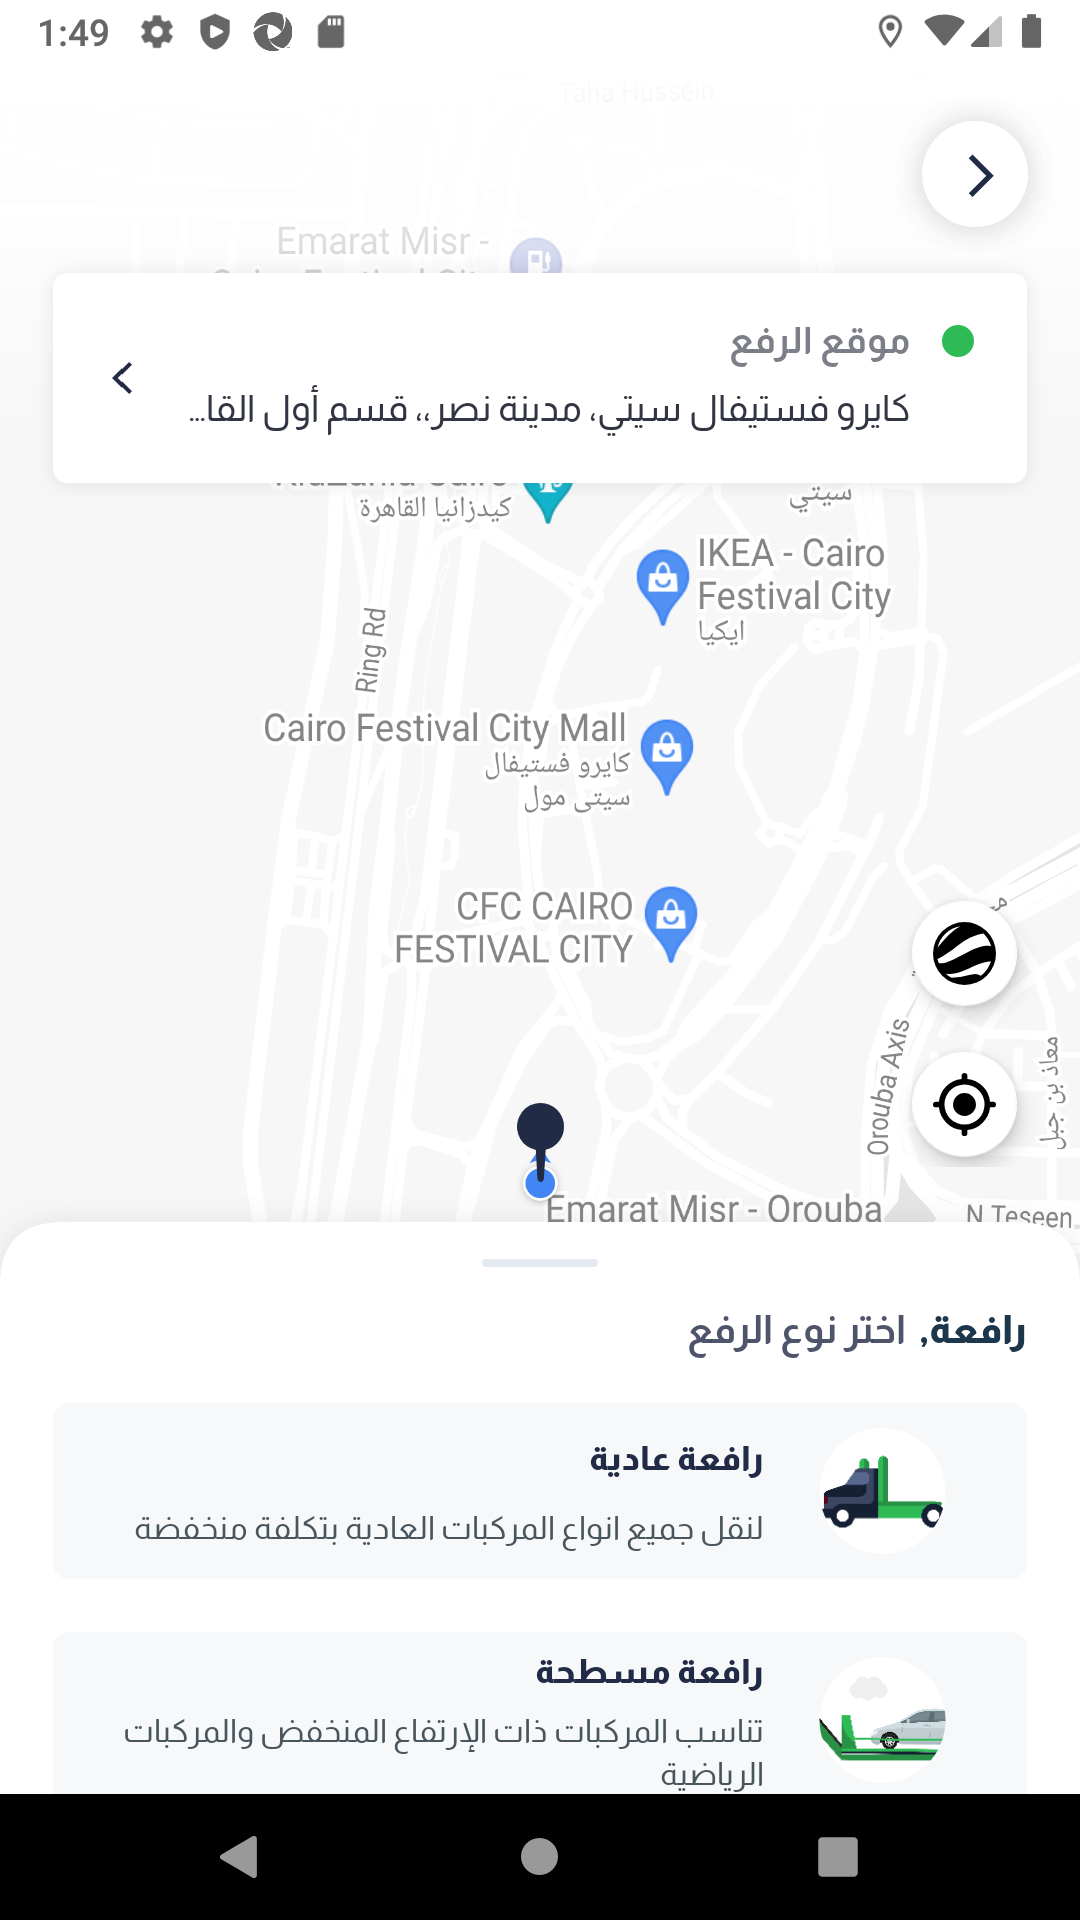 1:49
Taha Hussein
Emarat Misr -
موقع الرفع
كايرو فستيفال سيتي، مدينة نصر،، قسم أول القا...
سيتي
كيدزانيا القاهرة
IKEA - Cairo
Festival City
ايكيا
Ring Rd
Cairo Festival City Mall
كايرو فستيفال
سيتى مول
CFC CAIRO
FESTIVAL CITY
Orouba Axis
معاذ بن جبل
Emarat Misr - Orouba
N Teseen
رافعة, اختر نوع الرفع
رافعة عادية
لنقل جميع انواع المركبات العادية بتكلفة منخفضة
رافعة مسطحة
تناسب المركبات ذات الإرتفاع المنخفض والمركبات
الرياضية